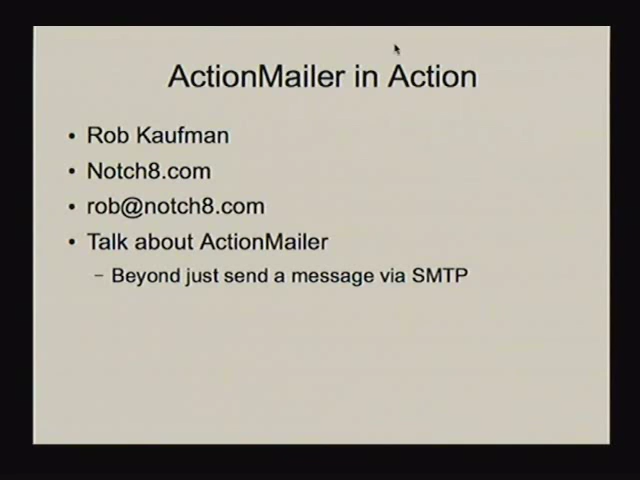 ActionMailer in Action
• Rob Kaufman
• Notch8.com
• rob@notch8.com
• Talk about ActionMailer
– Beyond just send a message via SMTP